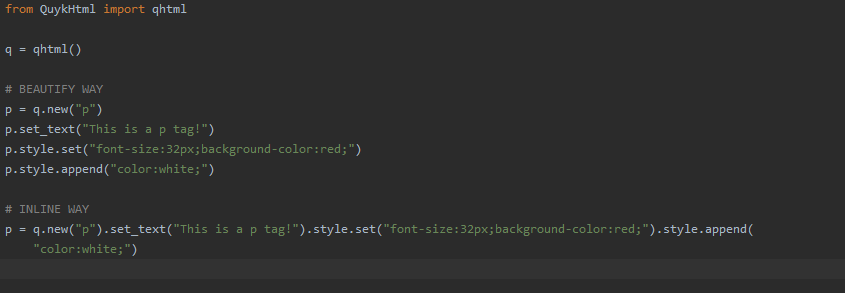 from QuykHtml import qhtml
q = qhtml()
# BEAUTIFY WAY
p = q.new("p")
p.set_text("This is a p tag!")
p.style.set("font-size:32px;background-color:red;")
p.style.append("color:white;")
# INLINE WAY
p = q.new("p").set_text("This is a p tag!").style.set("font-size:32px;background-color:red;").style.append(
"color:white;")